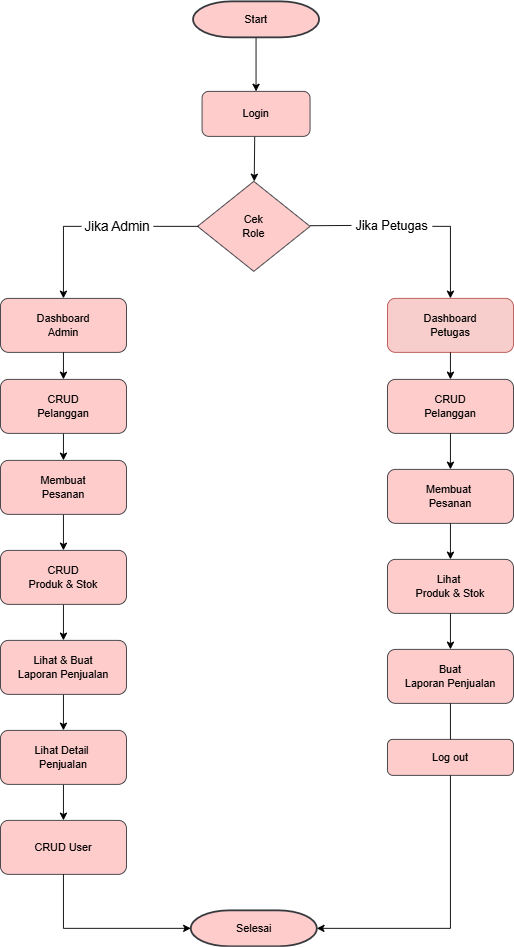 Start
Login
Cek
Role
Jika Admin
Jika Petugas
Dashboard
Admin
CRUD
Pelanggan
Membuat
Pesanan
CRUD
Produk & Stok
Lihat & Buat
Laporan Penjualan
Lihat Detail
Penjualan
CRUD User
Dashboard
Petugas
CRUD
Pelanggan
Membuat
Pesanan
Lihat
Produk & Stok
Buat
Laporan Penjualan
Log out
Selesai